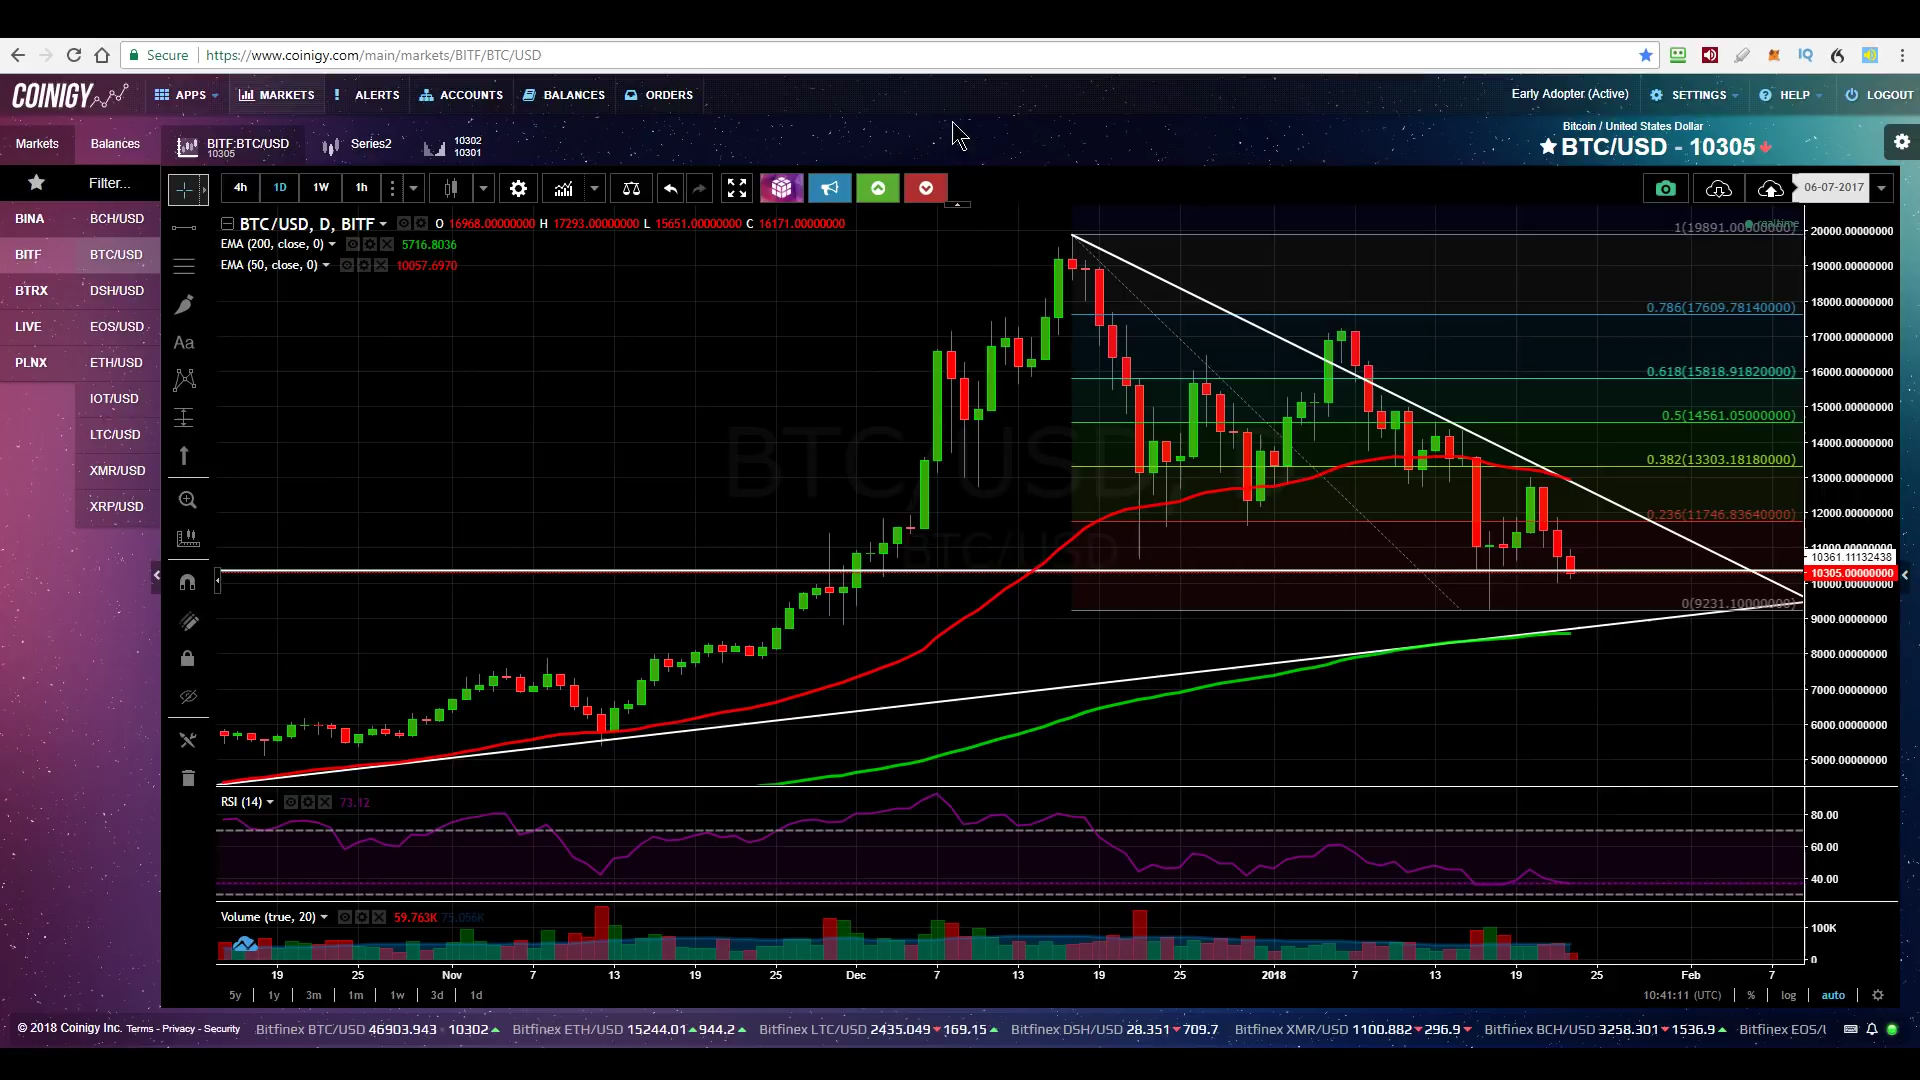 Secure https://www.coinigy.com/main/markets/BITF/BTC/USD
COINIGY APPS MARKETS ALERTS ACCOUNTS BALANCES ORDERS Early Adopter (Active) SETTINGS HELP LOGOUT
Markets Balances BITF:BTC/USD 10305 Series2 10302 10301
Bitcoin / United States Dollar
BTC/USD - 10305
Filter...
4h 1D 1W 1h 06-07-2017
BINA BCH/USD
BITF BTC/USD
BTRX DSH/USD
LIVE EOS/USD
PLNX ETH/USD
IOT/USD
LTC/USD
XMR/USD
XRP/USD
Aa
BTC/USD, D, BITF O 16968.00000000 H 17293.00000000 L 15651.00000000 C 16171.00000000
EMA (200, close, 0) 5716.8036
EMA (50, close, 0) 10057.6970
realtime
1(19891.00000000)
0.786(17609.78140000)
0.618(15818.91820000)
0.5(14561.05000000)
0.382(13303.18180000)
0.236(11746.83640000)
0(9231.10000000)
BTC/USD
20000.00000000
19000.00000000
18000.00000000
17000.00000000
16000.00000000
15000.00000000
14000.00000000
13000.00000000
12000.00000000
11000.00000000
10361.11132438
10305.00000000
10000.00000000
9000.00000000
8000.00000000
7000.00000000
6000.00000000
5000.00000000
RSI (14) 73.12
80.00
60.00
40.00
Volume (true, 20) 59.763K 75.056K
100K
0
19 25 Nov 7 13 19 25 Dec 7 13 19 25 2018 7 13 19 25 Feb 7
5y 1y 3m 1m 1w 3d 1d 10:41:11 (UTC) % log auto
© 2018 Coinigy Inc. Terms - Privacy - Security Bitfinex BTC/USD 46903.943 10302 Bitfinex ETH/USD 15244.01 944.2 Bitfinex LTC/USD 2435.049 169.15 Bitfinex DSH/USD 28.351 709.7 Bitfinex XMR/USD 1100.882 296.9 Bitfinex BCH/USD 3258.301 1536.9 Bitfinex EOS/